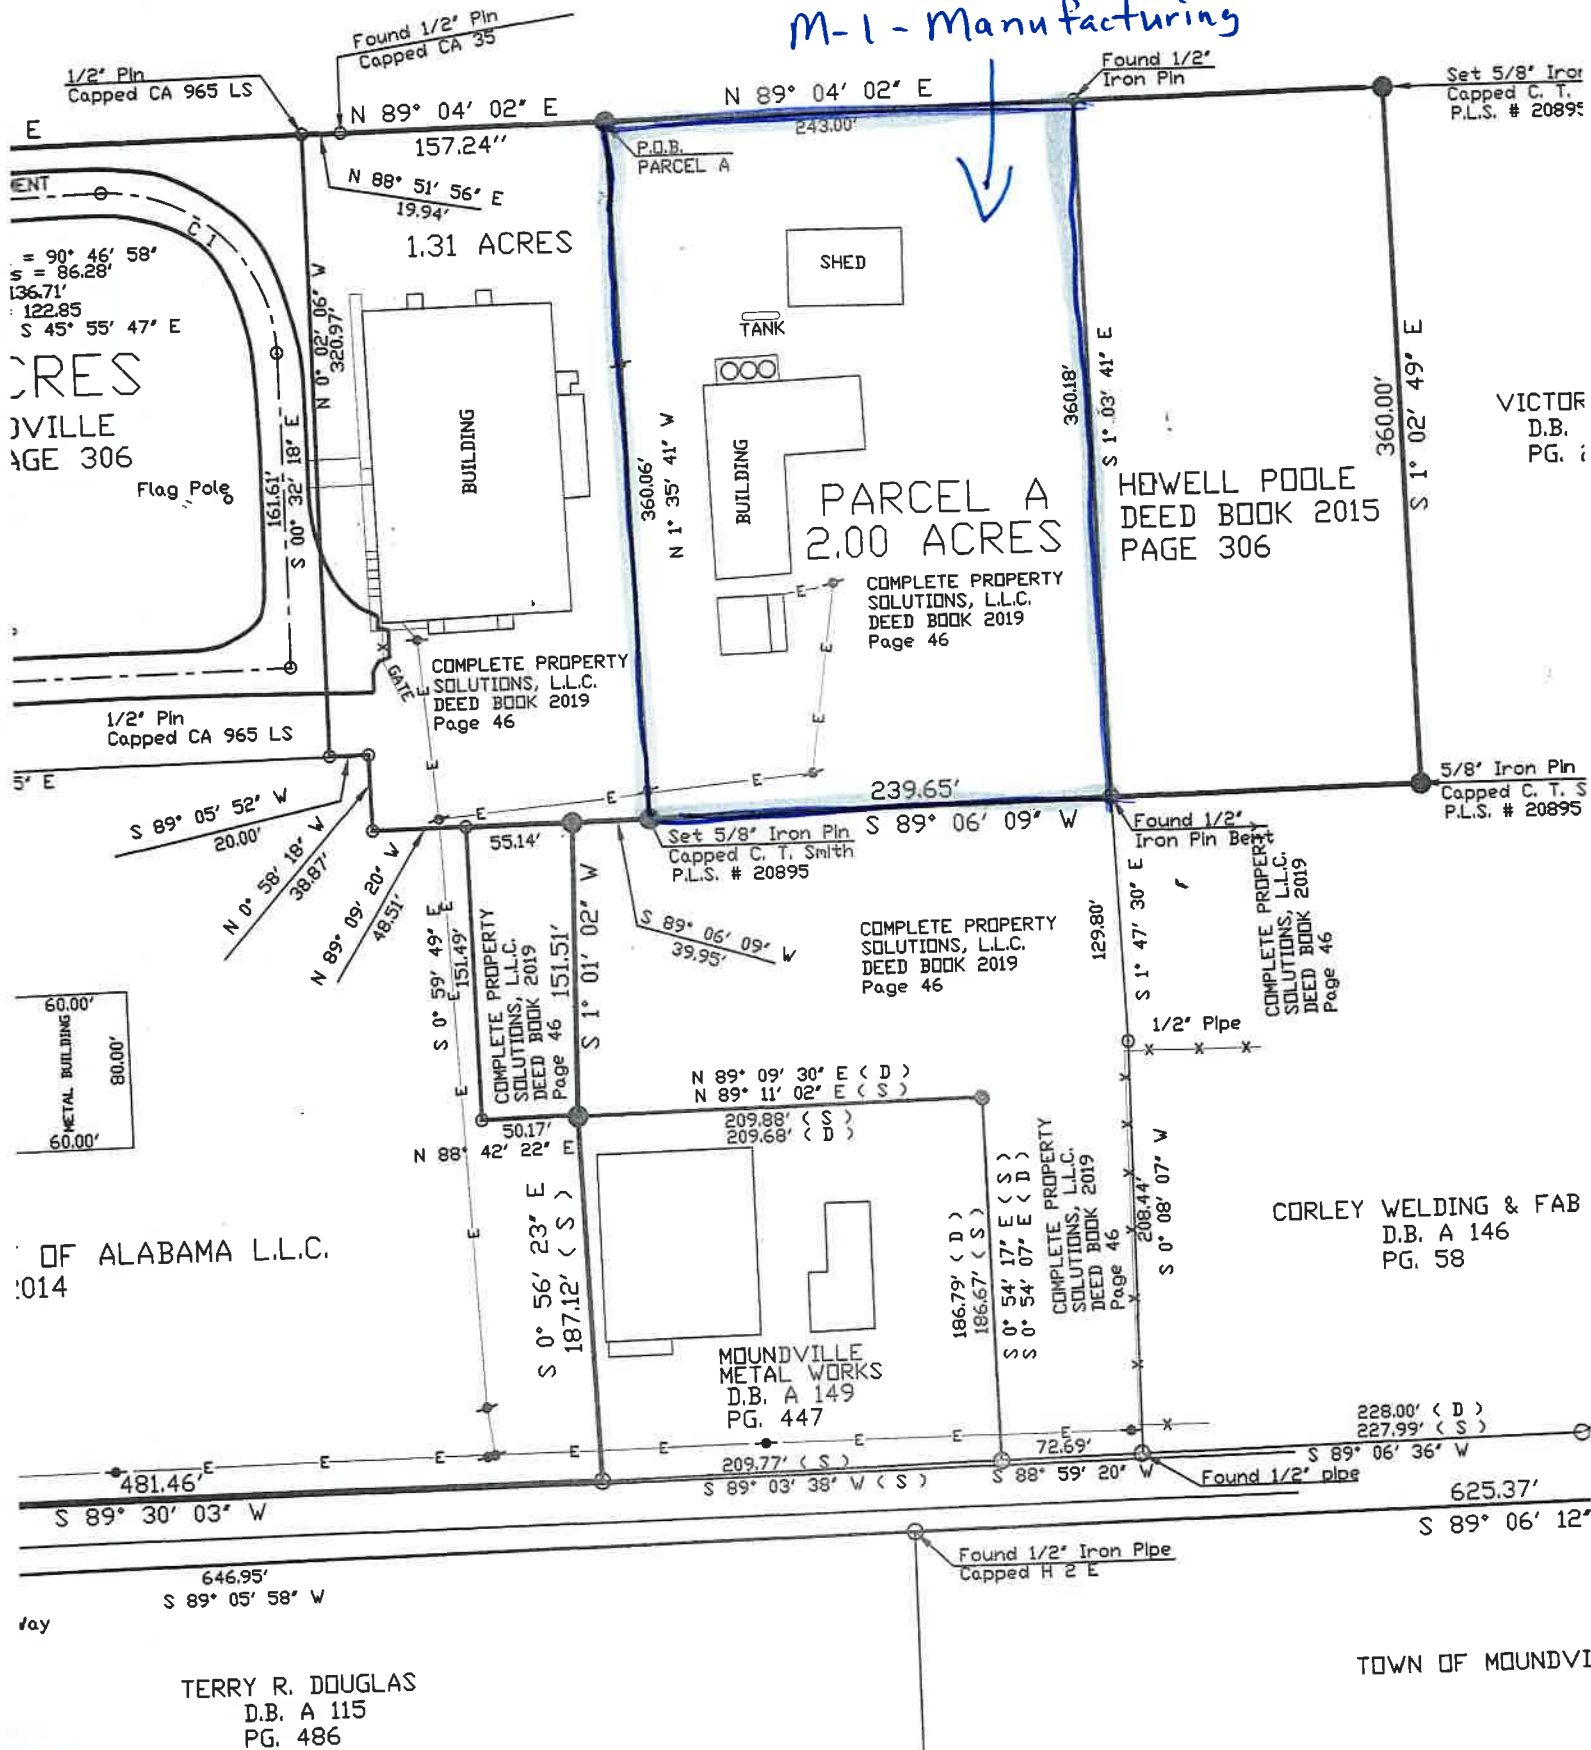 M-1 - Manufacturing
Found 1/2" Pin
Capped CA 35
1/2" Pin
Capped CA 965 LS
Found 1/2"
Iron Pin
Set 5/8" Iron
Capped C. T.
P.L.S. # 20895
E
N 89° 04' 02" E
157.24"
N 89° 04' 02" E
243.00'
P.O.B.
PARCEL A
N 88° 51' 56" E
19.94'
1.31 ACRES
C 1
= 90° 46' 58"
s = 86.28'
136.71'
122.85
S 45° 55' 47" E
N 0° 02' 06" W
320.97'
SHED
TANK
BUILDING
BUILDING
360.06'
N 1° 35' 41" W
360.18'
S 1° 03' 41" E
360.00'
S 1° 02' 49" E
VICTOR
D.B.
PG.
PAGE 306
Flag Pole
161.61'
S 00° 32' 18" E
PARCEL A
2.00 ACRES
HOWELL POOLE
DEED BOOK 2015
PAGE 306
COMPLETE PROPERTY
SOLUTIONS, L.L.C.
DEED BOOK 2019
Page 46
E
E
E
GATE
X
COMPLETE PROPERTY
SOLUTIONS, L.L.C.
DEED BOOK 2019
Page 46
E
E
E
E
E
1/2" Pin
Capped CA 965 LS
5" E
S 89° 05' 52" W
20.00'
N 0° 58' 18" W
38.87'
N 89° 09' 20" W
48.51'
55.14'
Set 5/8" Iron Pin
Capped C. T. Smith
P.L.S. # 20895
239.65'
S 89° 06' 09" W
Found 1/2"
Iron Pin Bent
5/8" Iron Pin
Capped C. T. S
P.L.S. # 20895
S 89° 06' 09" W
39.95'
S 0° 59' 49" E
151.49'
COMPLETE PROPERTY
SOLUTIONS, L.L.C.
DEED BOOK 2019
Page 46
151.51'
S 1° 01' 02" W
COMPLETE PROPERTY
SOLUTIONS, L.L.C.
DEED BOOK 2019
Page 46
129.80'
S 1° 47' 30" E
COMPLETE PROPERTY
SOLUTIONS, L.L.C.
DEED BOOK 2019
Page 46
1/2" Pipe
60.00'
METAL BUILDING
80.00'
60.00'
N 89° 09' 30" E ( D )
N 89° 11' 02" E ( S )
209.88' ( S )
209.68' ( D )
50.17'
N 88° 42' 22" E
S 0° 56' 23" E
187.12' ( S )
186.79' ( D )
186.67' ( S )
S 0° 54' 17" E ( S )
S 0° 54' 07" E ( D )
COMPLETE PROPERTY
SOLUTIONS, L.L.C.
DEED BOOK 2019
Page 46
208.44'
S 0° 08' 07" W
CORLEY WELDING & FAB
D.B. A 146
PG. 58
OF ALABAMA L.L.C.
2014
MOUNDVILLE
METAL WORKS
D.B. A 149
PG. 447
481.46'
S 89° 30' 03" W
209.77' ( S )
S 89° 03' 38" W ( S )
72.69'
S 88° 59' 20" W
228.00' ( D )
227.99' ( S )
S 89° 06' 36" W
Found 1/2" pipe
625.37'
S 89° 06' 12"
Found 1/2" Iron Pipe
Capped H 2 E
646.95'
S 89° 05' 58" W
Way
TERRY R. DOUGLAS
D.B. A 115
PG. 486
TOWN OF MOUNDVI